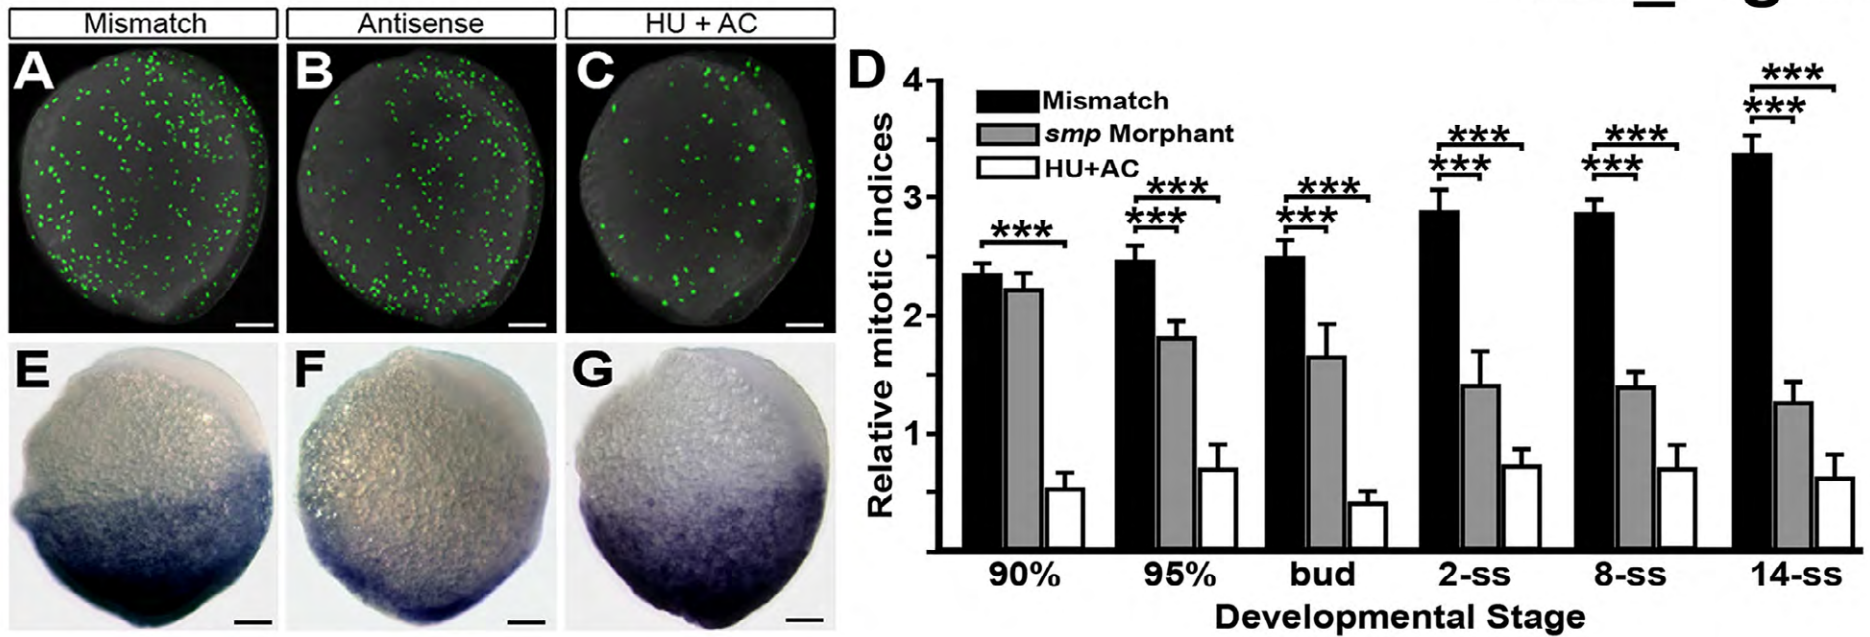 Mismatch
Antisense
HU + AC
A
B
C
D
E
F
G
Relative mitotic indices
4
3
2
1
Mismatch
smp Morphant
HU+AC
***
*** ***
*** ***
*** ***
*** ***
*** ***
90% 95% bud 2-ss 8-ss 14-ss
Developmental Stage